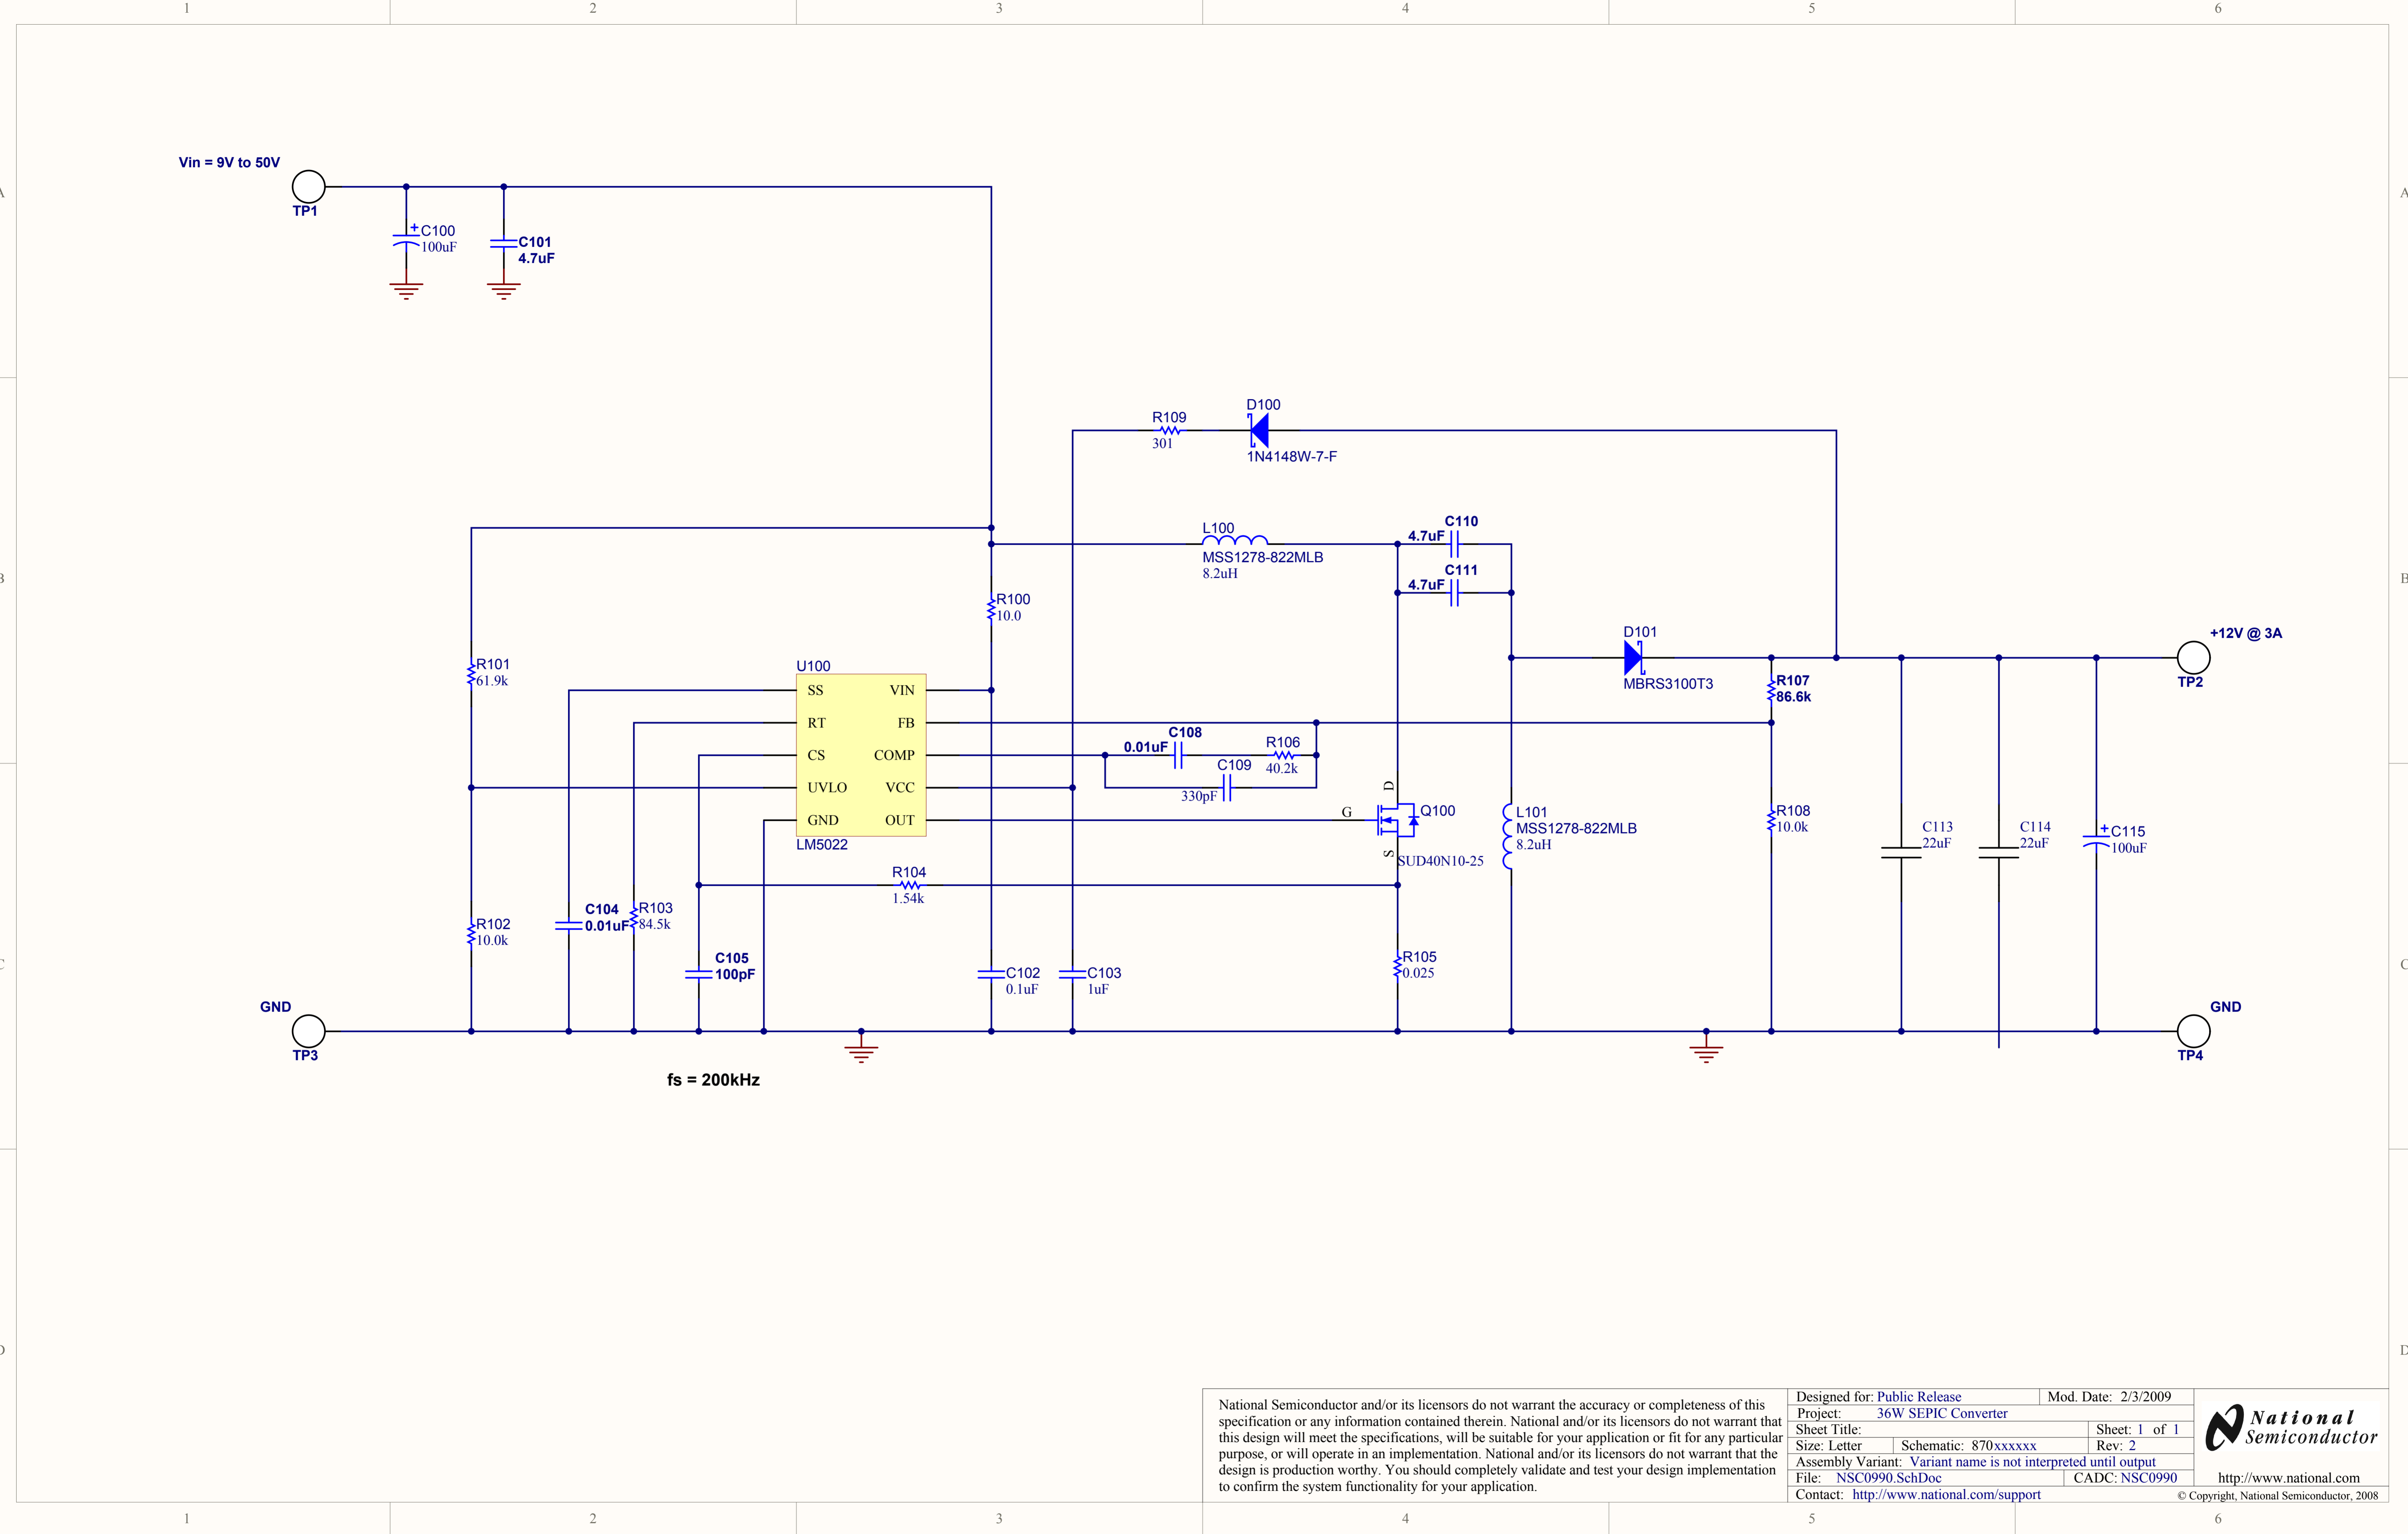 1 2 3 4 5 6
Vin = 9V to 50V
TP1
A
A
C100
100uF
C101
4.7uF
D100
R109
301
1N4148W-7-F
L100
MSS1278-822MLB
8.2uH
C110
4.7uF
C111
4.7uF
B
B
R100
10.0
D101
MBRS3100T3
+12V @ 3A
TP2
R101
61.9k
U100
SS VIN
RT FB
CS COMP
UVLO VCC
GND OUT
LM5022
R107
86.6k
C108
0.01uF
R106
40.2k
C109
330pF
D
G
S
Q100
SUD40N10-25
L101
MSS1278-822MLB
8.2uH
R108
10.0k
C113
22uF
C114
22uF
C115
100uF
R104
1.54k
R102
10.0k
C104
0.01uF
R103
84.5k
C105
100pF
C102
0.1uF
C103
1uF
R105
0.025
C
C
GND
TP3
GND
TP4
fs = 200kHz
D
D
National Semiconductor and/or its licensors do not warrant the accuracy or completeness of this
specification or any information contained therein. National and/or its licensors do not warrant that
this design will meet the specifications, will be suitable for your application or fit for any particular
purpose, or will operate in an implementation. National and/or its licensors do not warrant that the
design is production worthy. You should completely validate and test your design implementation
to confirm the system functionality for your application.
Designed for: Public Release Mod. Date: 2/3/2009
Project: 36W SEPIC Converter
Sheet Title: Sheet: 1 of 1
Size: Letter Schematic: 870xxxxxx Rev: 2
Assembly Variant: Variant name is not interpreted until output
File: NSC0990.SchDoc CADC: NSC0990
Contact: http://www.national.com/support
National
Semiconductor
http://www.national.com
© Copyright, National Semiconductor, 2008
1 2 3 4 5 6